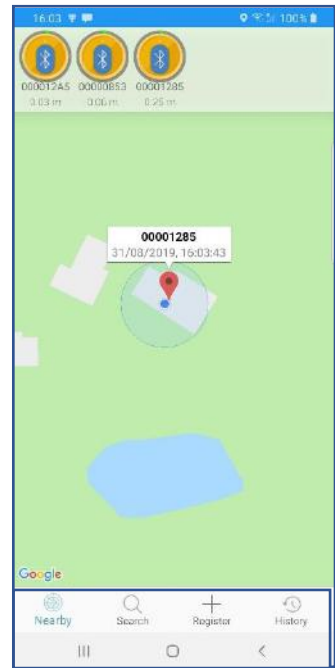 16:03 100%
000012A5 00000853 00001285
0.03 m 0.06 m 0.25 m
00001285
31/08/2019, 16:03:43
Google
Nearby Search Register History